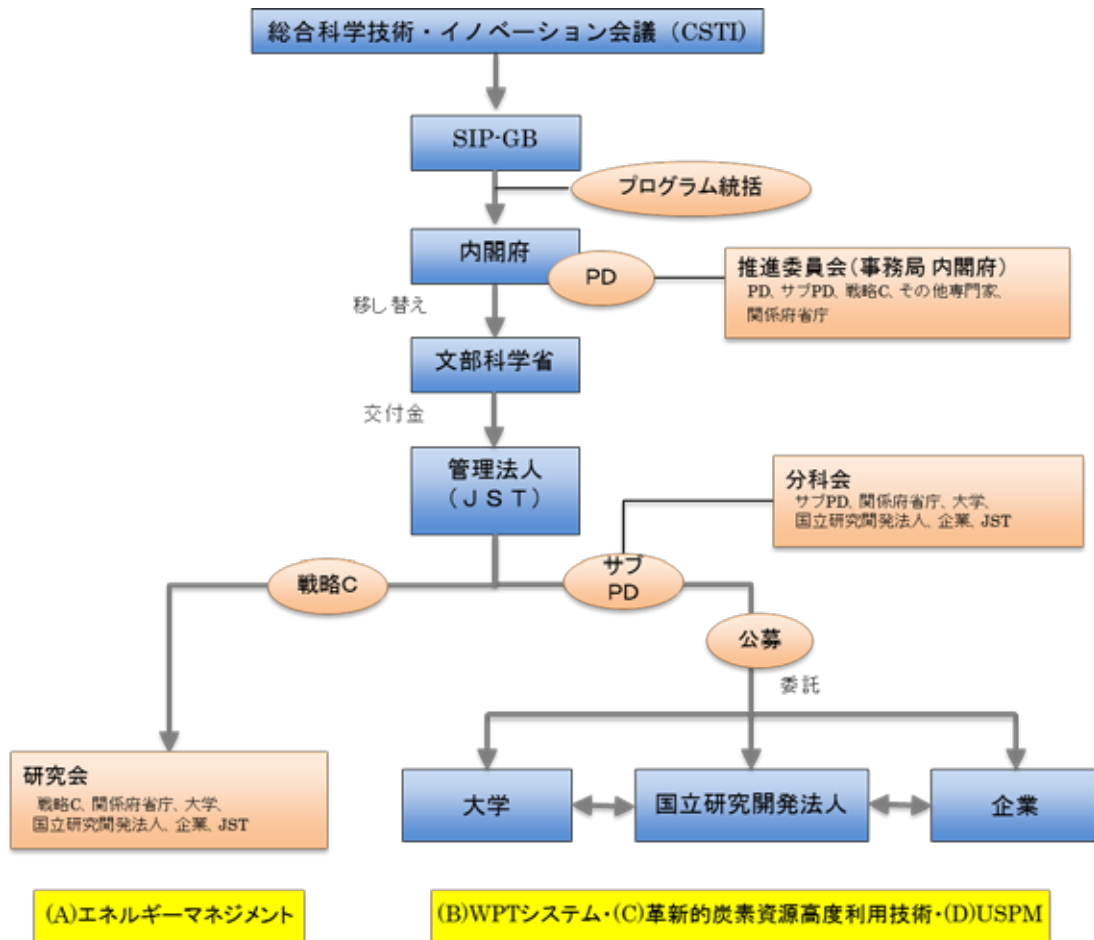 総合科学技術・イノベーション会議（CSTI）
SIP-GB
プログラム統括
内閣府
PD
推進委員会（事務局 内閣府）
PD、サブPD、戦略C、その他専門家、
関係府省庁
移し替え
文部科学省
交付金
管理法人
（JST）
分科会
サブPD、関係府省庁、大学、
国立研究開発法人、企業、JST
戦略C
サブ
PD
公募
委託
研究会
戦略C、関係府省庁、大学、
国立研究開発法人、企業、JST
大学
国立研究開発法人
企業
(A)エネルギーマネジメント
(B)WPTシステム・(C)革新的炭素資源高度利用技術・(D)USPM